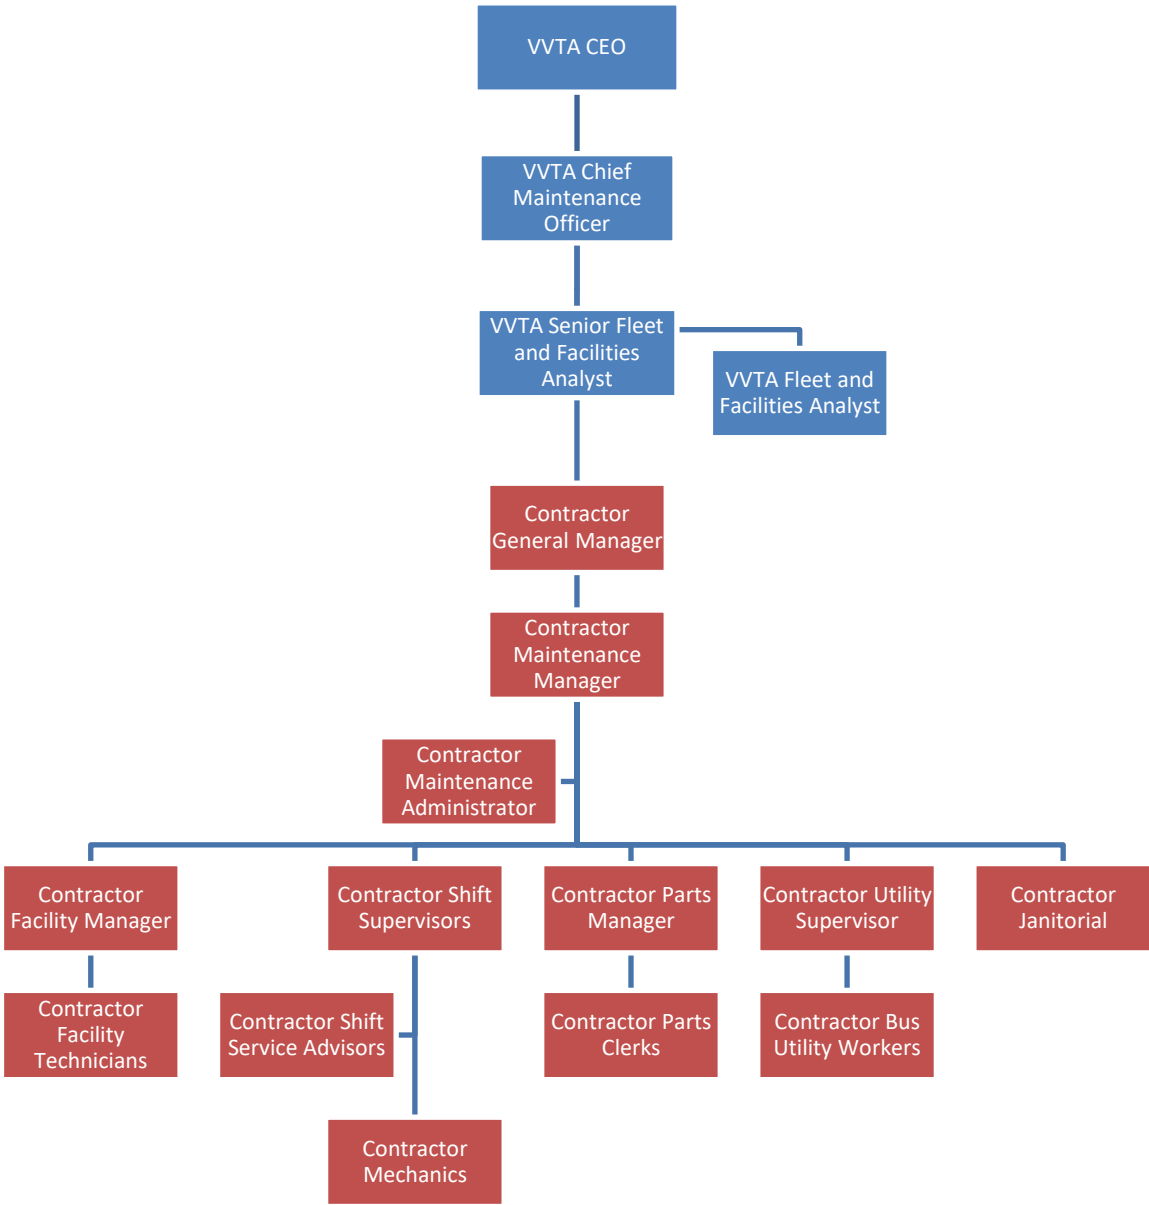 VVTA CEO
VVTA Chief
Maintenance
Officer
VVTA Senior Fleet
and Facilities
Analyst
VVTA Fleet and
Facilities Analyst
Contractor
General Manager
Contractor
Maintenance
Manager
Contractor
Maintenance
Administrator
Contractor
Facility Manager
Contractor Shift
Supervisors
Contractor Parts
Manager
Contractor Utility
Supervisor
Contractor
Janitorial
Contractor
Facility
Technicians
Contractor Shift
Service Advisors
Contractor Parts
Clerks
Contractor Bus
Utility Workers
Contractor
Mechanics